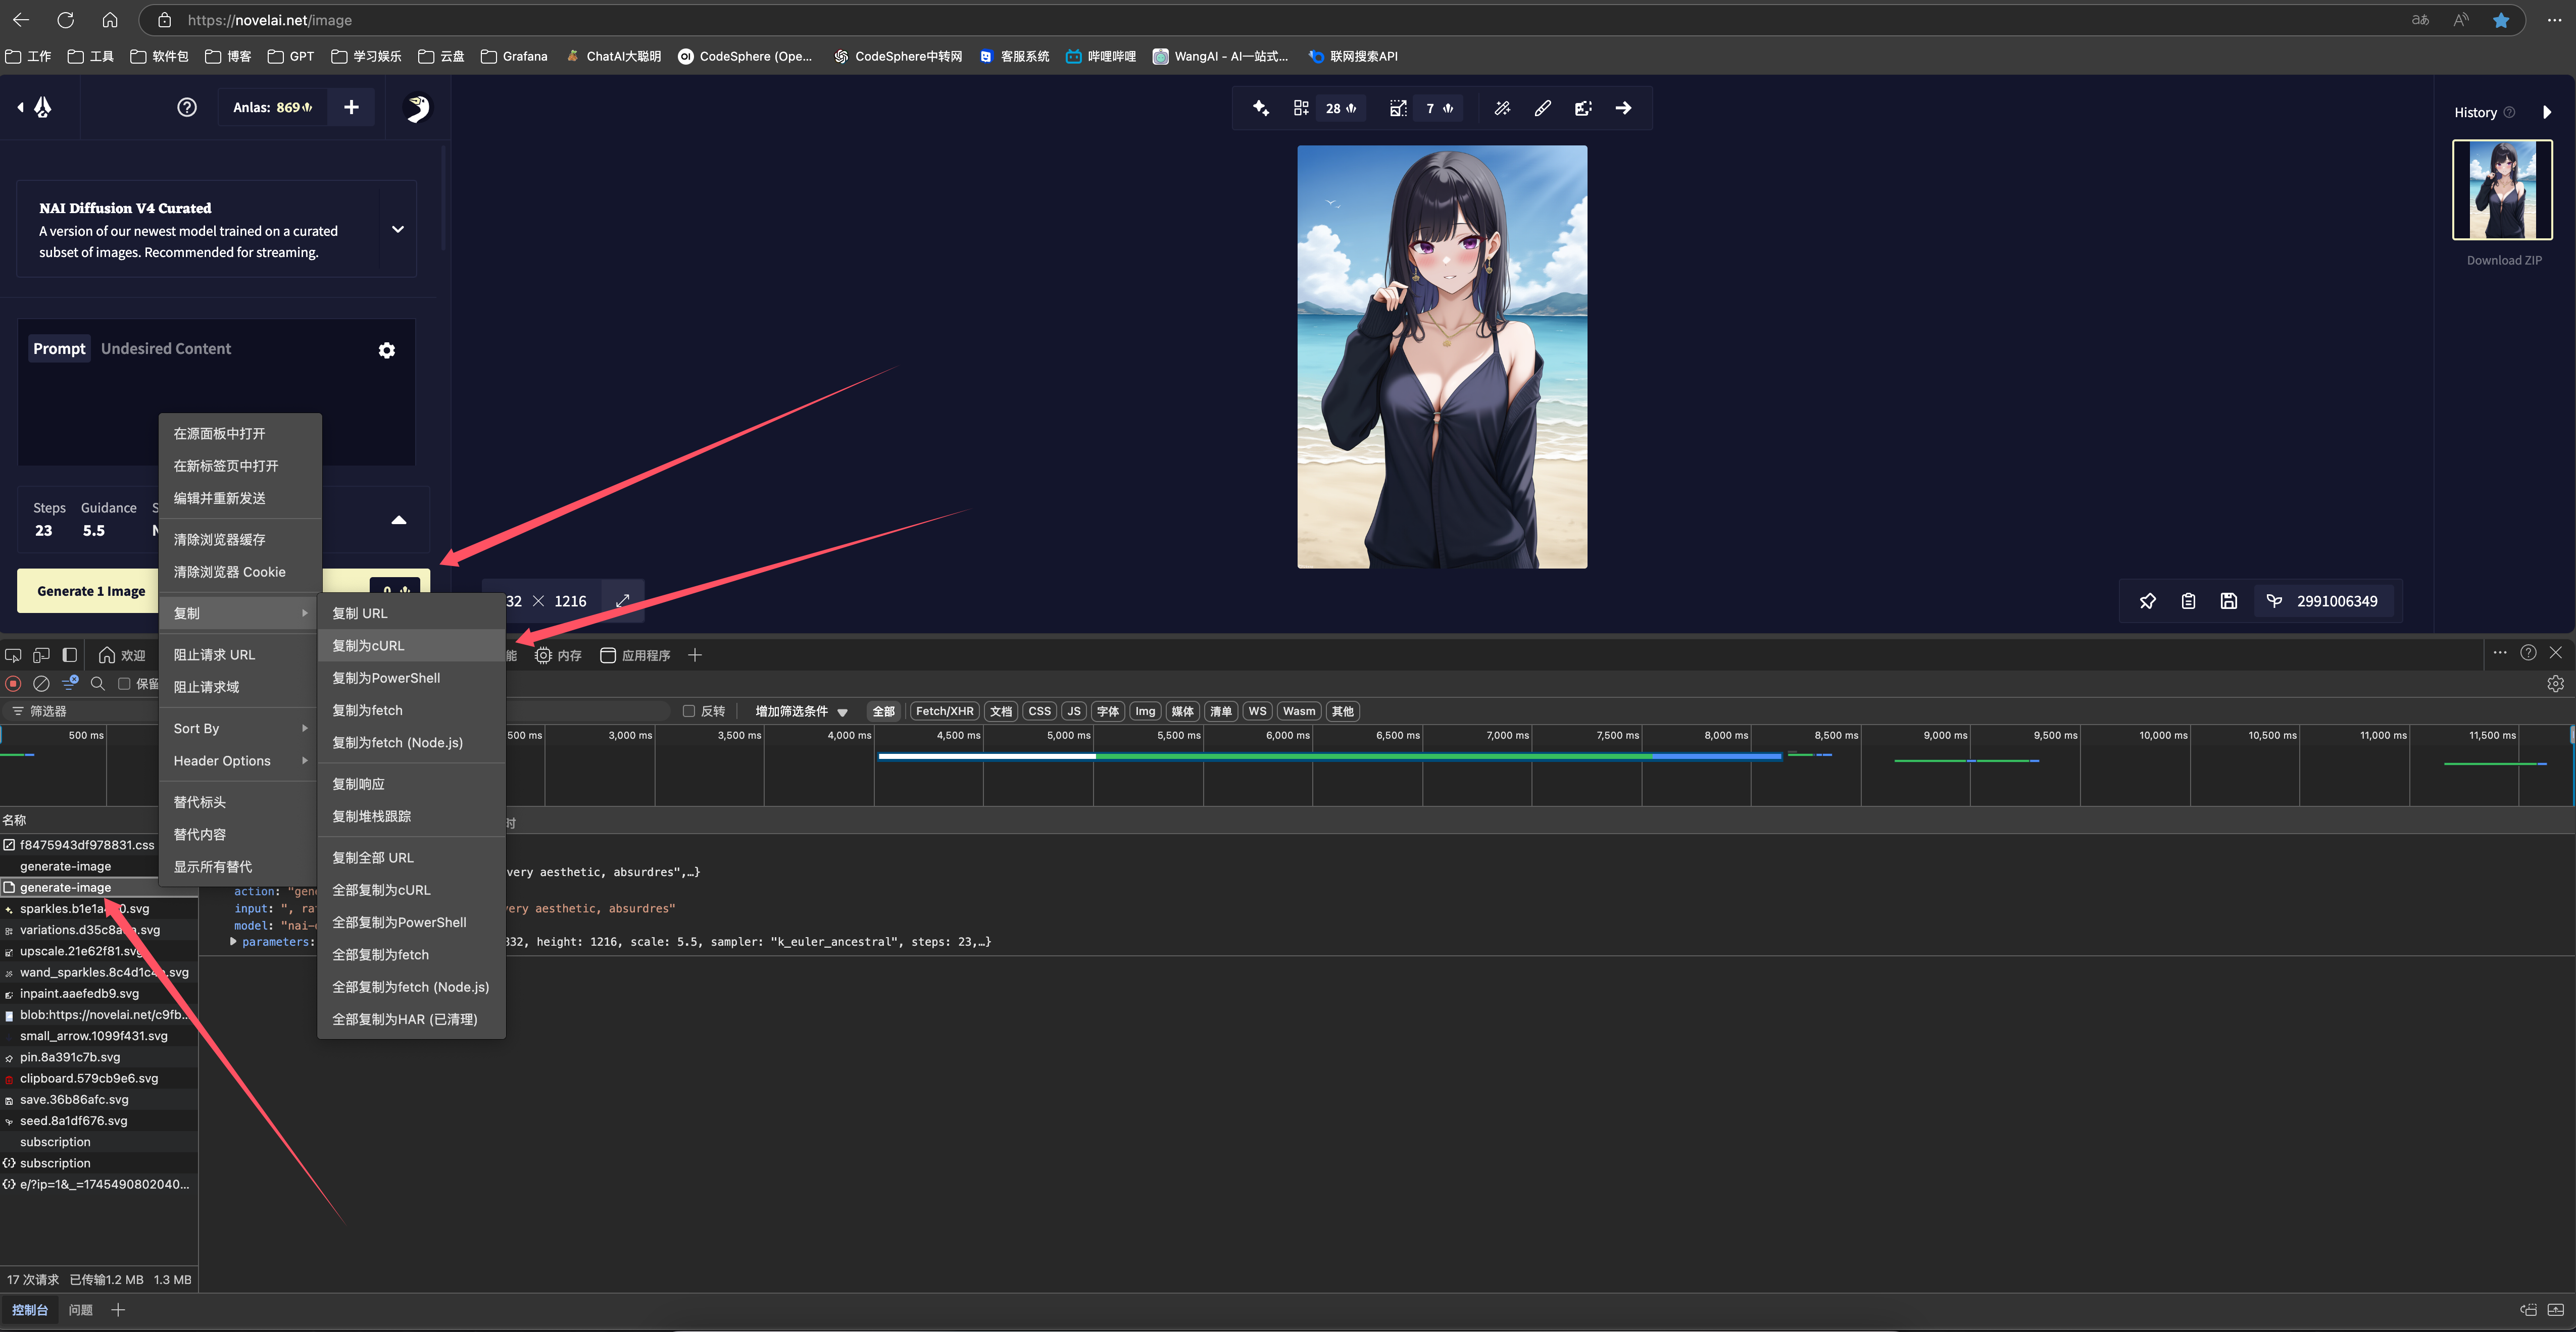 https://novelai.net/image
工作 工具 软件包 博客 GPT 学习娱乐 云盘 Grafana ChatAI大聪明 CodeSphere (Ope... CodeSphere中转网 客服系统 哔哩哔哩 WangAI - AI一站式... 联网搜索API
Anlas: 869
28 7
History
Download ZIP
NAI Diffusion V4 Curated
A version of our newest model trained on a curated
subset of images. Recommended for streaming.
Prompt Undesired Content
Steps Guidance S
23 5.5
Generate 1 Image
32 × 1216
2991006349
在源面板中打开
在新标签页中打开
编辑并重新发送
清除浏览器缓存
清除浏览器 Cookie
复制
阻止请求 URL
阻止请求域
Sort By
Header Options
替代标头
替代内容
显示所有替代
复制 URL
复制为cURL
复制为PowerShell
复制为fetch
复制为fetch (Node.js)
复制响应
复制堆栈跟踪
复制全部 URL
全部复制为cURL
全部复制为PowerShell
全部复制为fetch
全部复制为fetch (Node.js)
全部复制为HAR (已清理)
欢迎 能 内存 应用程序
保留
筛选器 反转 增加筛选条件 全部 Fetch/XHR 文档 CSS JS 字体 Img 媒体 清单 WS Wasm 其他
500 ms 500 ms 3,000 ms 3,500 ms 4,000 ms 4,500 ms 5,000 ms 5,500 ms 6,000 ms 6,500 ms 7,000 ms 7,500 ms 8,000 ms 8,500 ms 9,000 ms 9,500 ms 10,000 ms 10,500 ms 11,000 ms 11,500 ms
名称
时
f8475943df978831.css
generate-image
generate-image
sparkles.b1e1a 0.svg
variations.d35c8a a.svg
upscale.21e62f81.svg
wand_sparkles.8c4d1c4 .svg
inpaint.aaefedb9.svg
blob:https://novelai.net/c9fb...
small_arrow.1099f431.svg
pin.8a391c7b.svg
clipboard.579cb9e6.svg
save.36b86afc.svg
seed.8a1df676.svg
subscription
subscription
e/?ip=1&_=1745490802040...
very aesthetic, absurdres",…}
action: "gen
input: ", ra very aesthetic, absurdres"
model: "nai-
parameters: 832, height: 1216, scale: 5.5, sampler: "k_euler_ancestral", steps: 23,…}
17 次请求 已传输1.2 MB 1.3 MB
控制台 问题